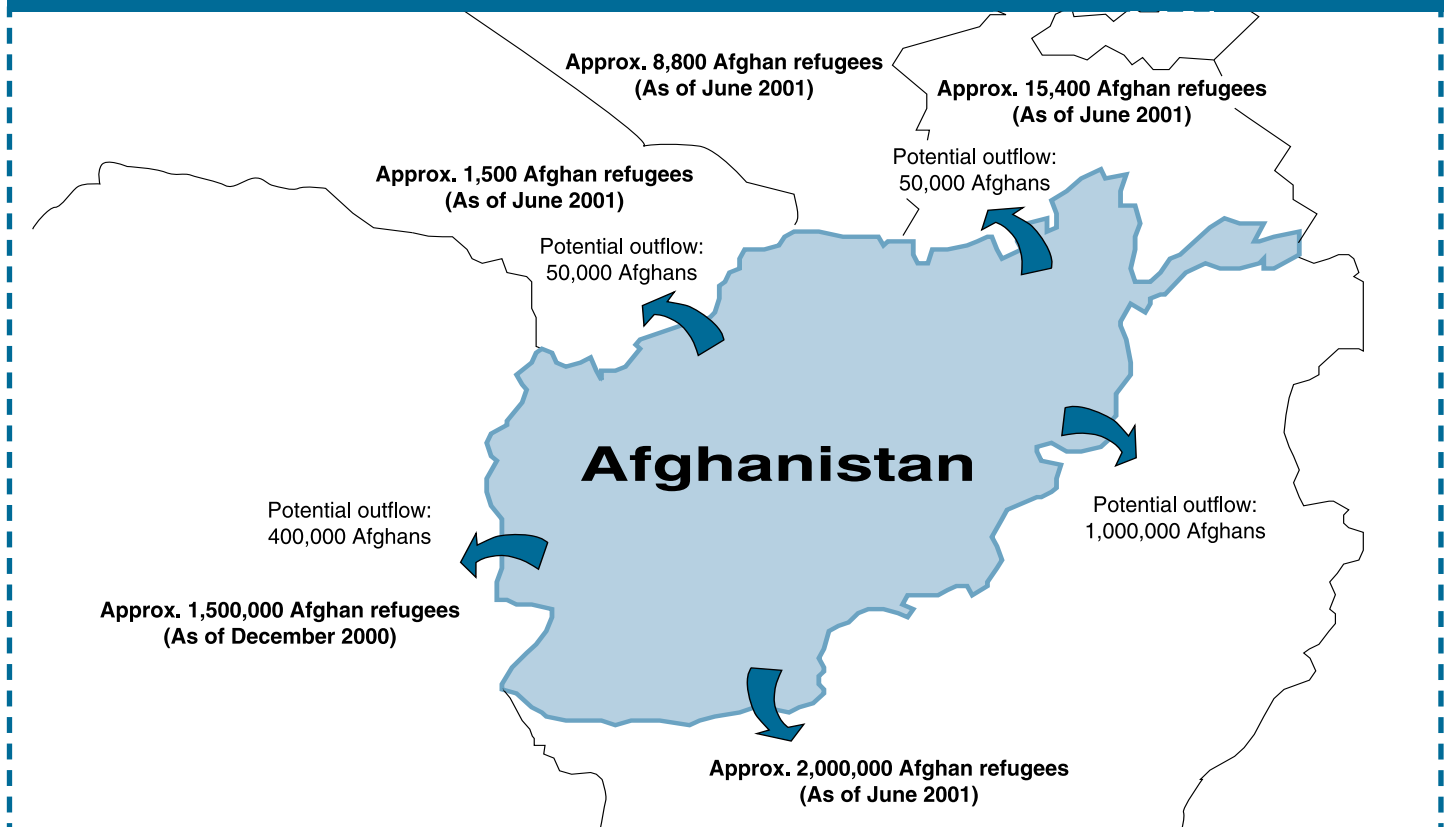 Approx. 8,800 Afghan refugees
(As of June 2001)
Approx. 15,400 Afghan refugees
(As of June 2001)
Potential outflow:
50,000 Afghans
Approx. 1,500 Afghan refugees
(As of June 2001)
Potential outflow:
50,000 Afghans
Afghanistan
Potential outflow:
400,000 Afghans
Potential outflow:
1,000,000 Afghans
Approx. 1,500,000 Afghan refugees
(As of December 2000)
Approx. 2,000,000 Afghan refugees
(As of June 2001)